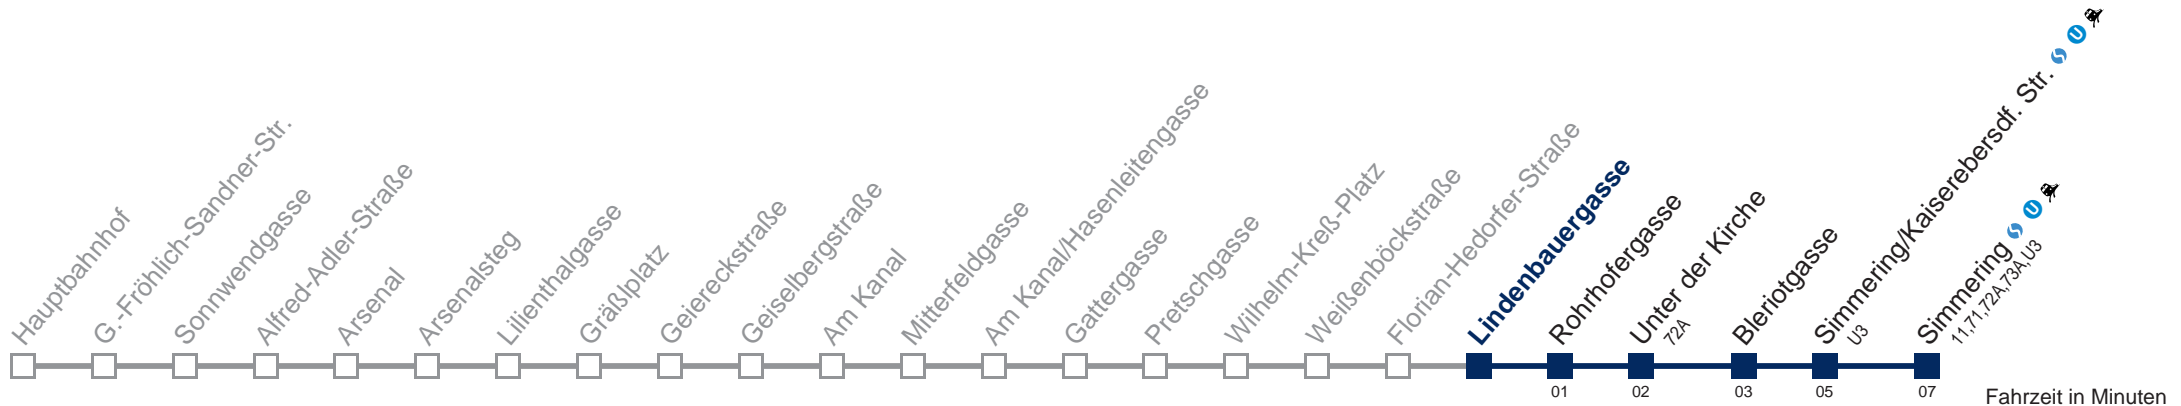 Hauptbahnhof
G.-Fröhlich-Sandner-Str.
Sonnwendgasse
Alfred-Adler-Straße
Arsenal
Arsenalsteg
Lilienthalgasse
Gräßlplatz
Geiereckstraße
Geiselbergstraße
Am Kanal
Mitterfeldgasse
Am Kanal/Hasenleitengasse
Gattergasse
Pretschgasse
Wilhelm-Kreß-Platz
Weißenböckstraße
Florian-Hedorfer-Straße
Lindenbauergasse
Rohrhofergasse
Unter der Kirche
72A
Bleriotgasse
Simmering/Kaiserebersdf. Str. S U
U3
Simmering S U
11,71,72A,73A,U3
01
02
03
05
07
Fahrzeit in Minuten